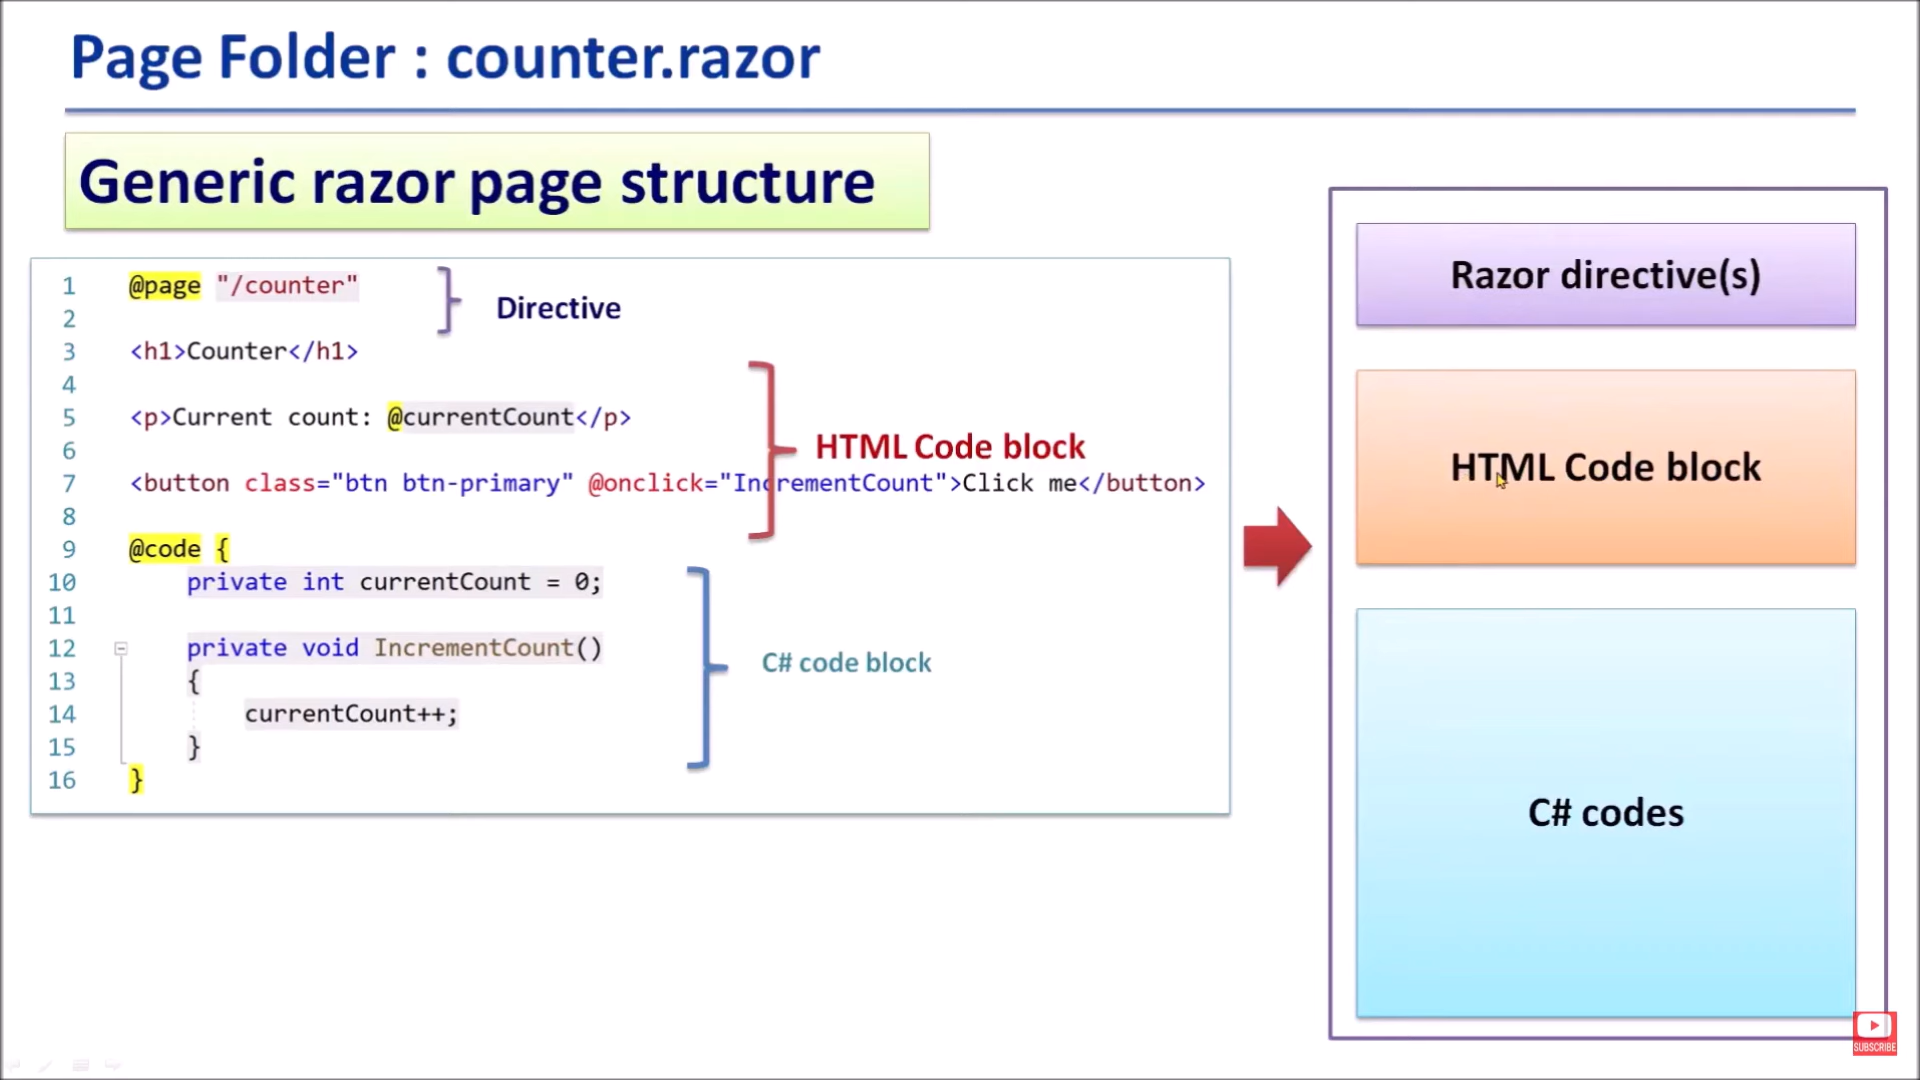 Page Folder : counter.razor
Generic razor page structure
1 @page "/counter"
Directive
2
3 <h1>Counter</h1>
4
5 <p>Current count: @currentCount</p>
6
HTML Code block
7 <button class="btn btn-primary" @onclick="IncrementCount">Click me</button>
8
9 @code {
10 private int currentCount = 0;
11
12 private void IncrementCount()
13 {
C# code block
14 currentCount++;
15 }
16 }
Razor directive(s)
HTML Code block
C# codes
SUBSCRIBE